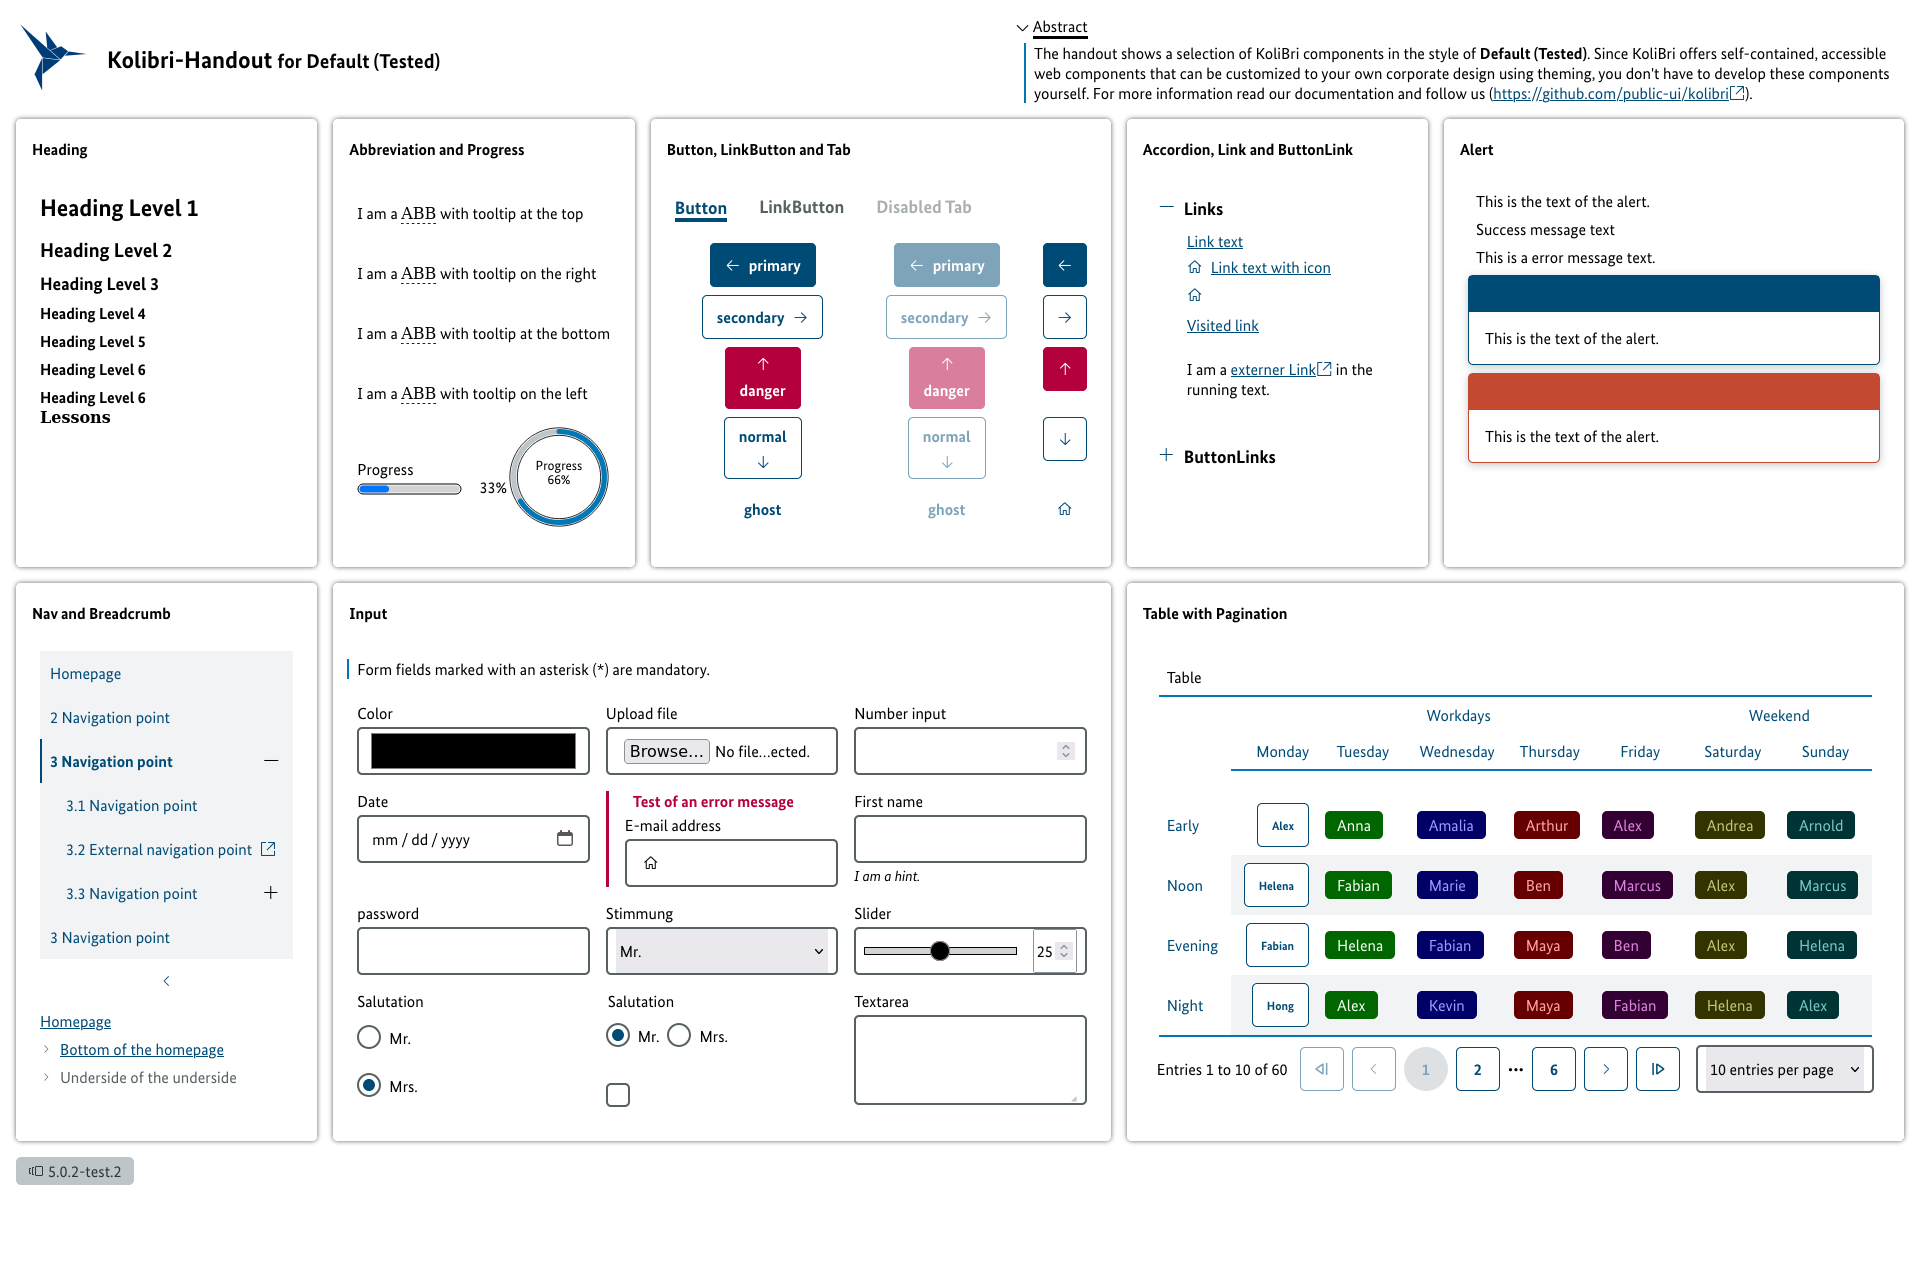 Kolibri-Handout for Default (Tested)
Abstract
The handout shows a selection of KoliBri components in the style of Default (Tested). Since KoliBri offers self-contained, accessible
web components that can be customized to your own corporate design using theming, you don't have to develop these components
yourself. For more information read our documentation and follow us (https://github.com/public-ui/kolibri).
Heading
Heading Level 1
Heading Level 2
Heading Level 3
Heading Level 4
Heading Level 5
Heading Level 6
Heading Level 6
Lessons
Abbreviation and Progress
I am a ABB with tooltip at the top
I am a ABB with tooltip on the right
I am a ABB with tooltip at the bottom
I am a ABB with tooltip on the left
Progress
33%
Progress
66%
Button, LinkButton and Tab
Button LinkButton Disabled Tab
primary primary
secondary secondary
danger danger
normal normal
ghost ghost
Accordion, Link and ButtonLink
Links
Link text
Link text with icon
Visited link
I am a externer Link in the
running text.
ButtonLinks
Alert
This is the text of the alert.
Success message text
This is a error message text.
This is the text of the alert.
This is the text of the alert.
Nav and Breadcrumb
Homepage
2 Navigation point
3 Navigation point
3.1 Navigation point
3.2 External navigation point
3.3 Navigation point
3 Navigation point
Homepage
Bottom of the homepage
Underside of the underside
Input
Form fields marked with an asterisk (*) are mandatory.
Color
Upload file
Browse... No file...ected.
Number input
Date
mm / dd / yyyy
Test of an error message
E-mail address
First name
I am a hint.
password
Stimmung
Mr.
Slider
25
Salutation
Mr.
Mrs.
Salutation
Mr. Mrs.
Textarea
Table with Pagination
Table
Workdays Weekend
Monday Tuesday Wednesday Thursday Friday Saturday Sunday
Early Alex Anna Amalia Arthur Alex Andrea Arnold
Noon Helena Fabian Marie Ben Marcus Alex Marcus
Evening Fabian Helena Fabian Maya Ben Alex Helena
Night Hong Alex Kevin Maya Fabian Helena Alex
Entries 1 to 10 of 60 1 2 ••• 6 10 entries per page
5.0.2-test.2